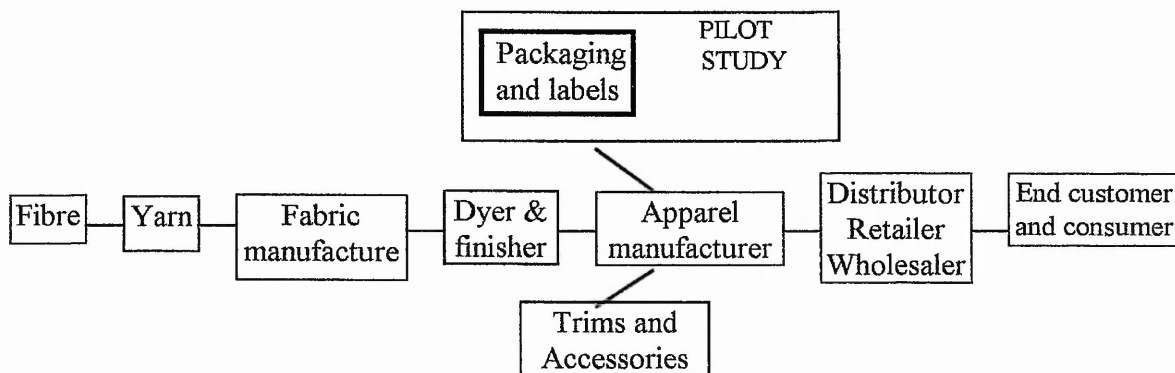 PILOT
STUDY
Packaging
and labels
Fibre
Yarn
Fabric
manufacture
Dyer &
finisher
Apparel
manufacturer
Distributor
Retailer
Wholesaler
End customer
and consumer
Trims and
Accessories